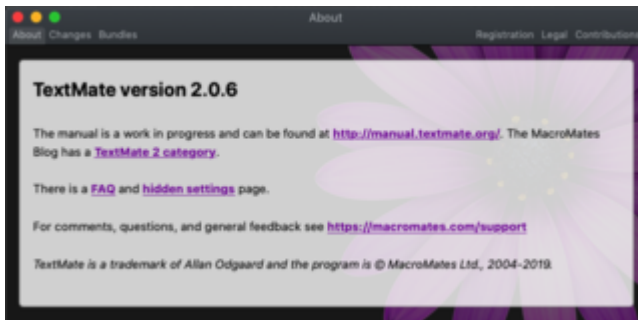 About
About Changes Bundles Registration Legal Contributions
TextMate version 2.0.6
The manual is a work in progress and can be found at http://manual.textmate.org/. The MacroMates
Blog has a TextMate 2 category.
There is a FAQ and hidden settings page.
For comments, questions, and general feedback see https://macromates.com/support
TextMate is a trademark of Allan Odgaard and the program is © MacroMates Ltd., 2004-2019.